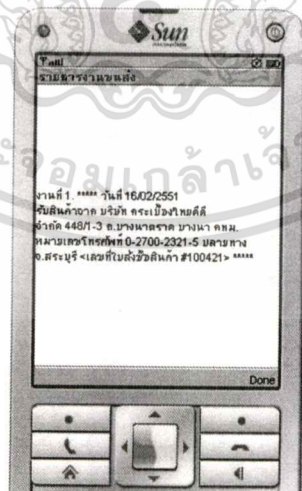 Sun
รายการงานขนส่ง
งานที่ 1. ***** วันที่ 16/02/2551
รับสินค้าจาก บริษัท กระเบื้องไทยดีดี
จำกัด 448/1-3 ถ.บางนาตราด บางนา กทม.
หมายเลขโทรศัพท์ 0-2700-2321-5 ปลายทาง
จ.สระบุรี <เลขที่ใบสั่งซื้อสินค้า #100421> *****
Done